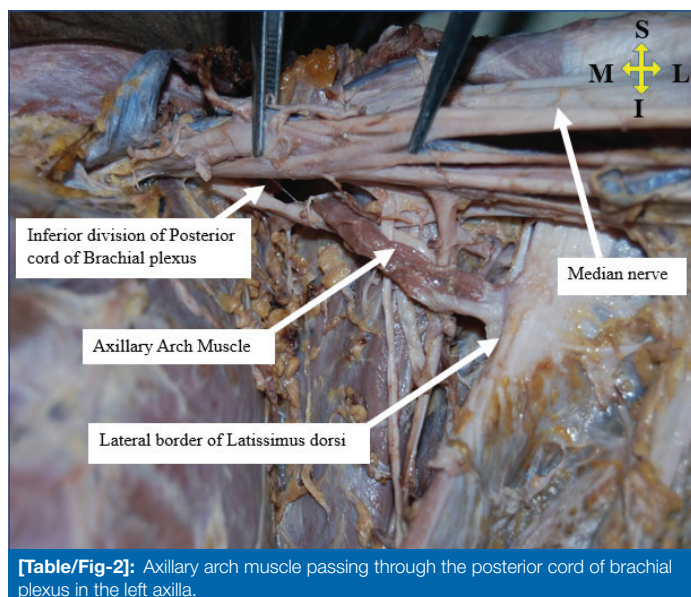 S
M L
I
Inferior division of Posterior
cord of Brachial plexus
Median nerve
Axillary Arch Muscle
Lateral border of Latissimus dorsi
[Table/Fig-2]: Axillary arch muscle passing through the posterior cord of brachial
plexus in the left axilla.